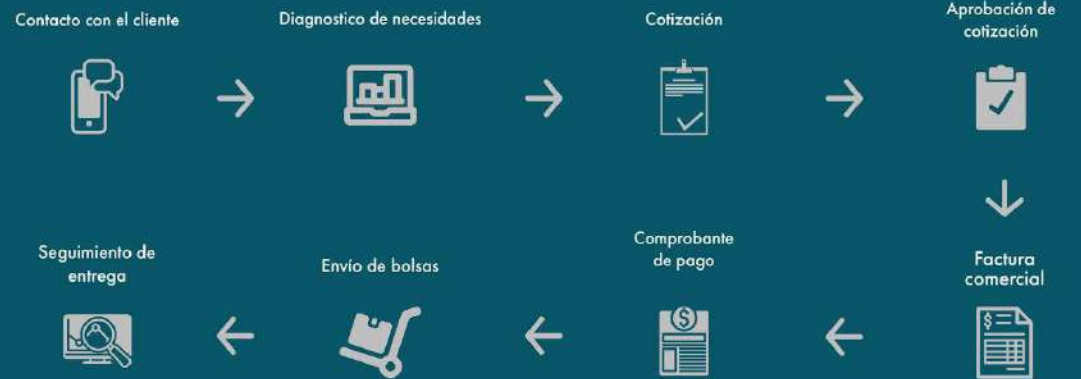 Contacto con el cliente
Diagnostico de necesidades
Cotización
Aprobación de
cotización
Factura
comercial
Comprobante
de pago
Envío de bolsas
Seguimiento de
entrega